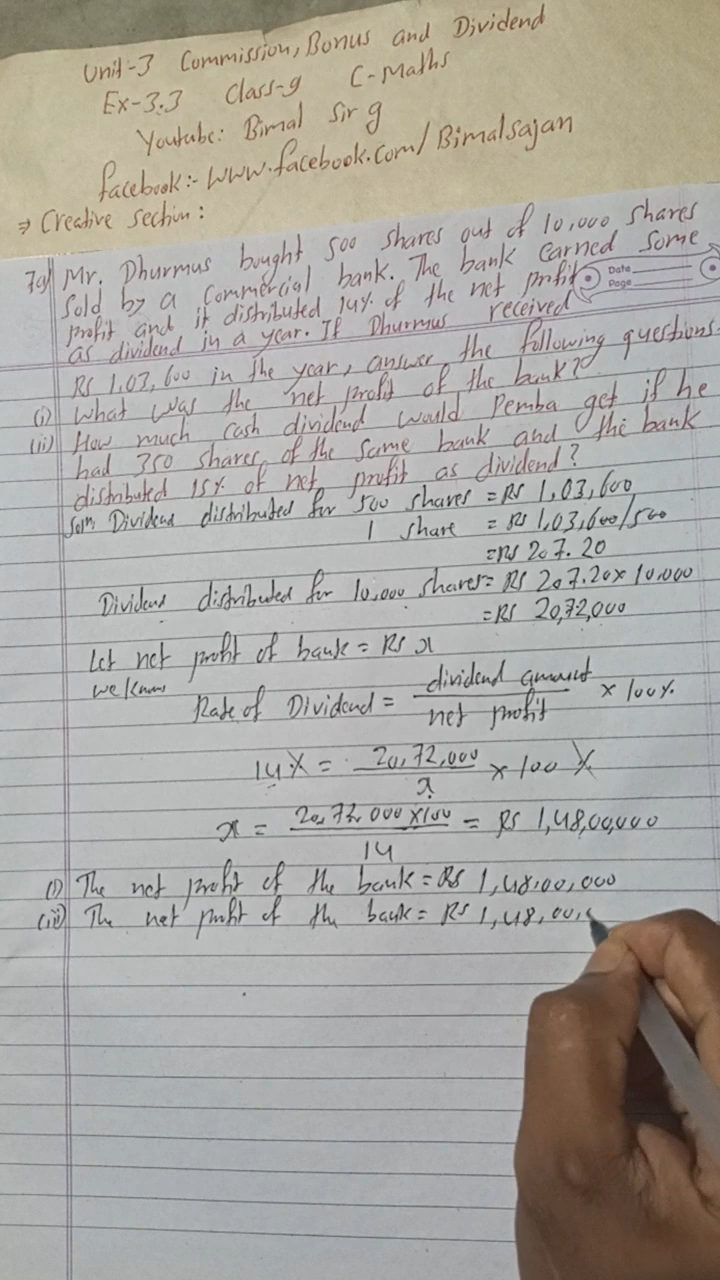 Unit-3 Commission, Bonus and Dividend
Ex-3.3 Class-9 C-Maths
Youtube: Bimal Sir g
facebook:- www.facebook.com/Bimalsajan
⇒ Creative section:
7a) Mr. Dhurmus bought 500 shares out of 10,000 shares
sold by a commercial bank. The bank earned some
profit and it distributed 14% of the net profit
Date
Page
as dividend in a year. If Dhurmus received
Rs 1,03,600 in the year, answer the following questions.
(i) What was the net profit of the bank?
(ii) How much cash dividend would Pemba get if he
had 350 shares of the same bank and the bank
distributed 15% of net profit as dividend?
Soln, Dividend distributed for 500 shares = Rs 1,03,600
1 share = Rs 1,03,600/500
= Rs 207.20
Dividend distributed for 10,000 shares = Rs 207.20 x 10,000
= Rs 20,72,000
Let net profit of bank = Rs x
we know,
Rate of Dividend = dividend amount / net profit x 100%
14% = 20,72,000 / x x 100%
x = 20,72,000 x 100 / 14 = Rs 1,48,00,000
(i) The net profit of the bank = Rs 1,48,00,000
(ii) The net profit of the bank = Rs 1,48,00,